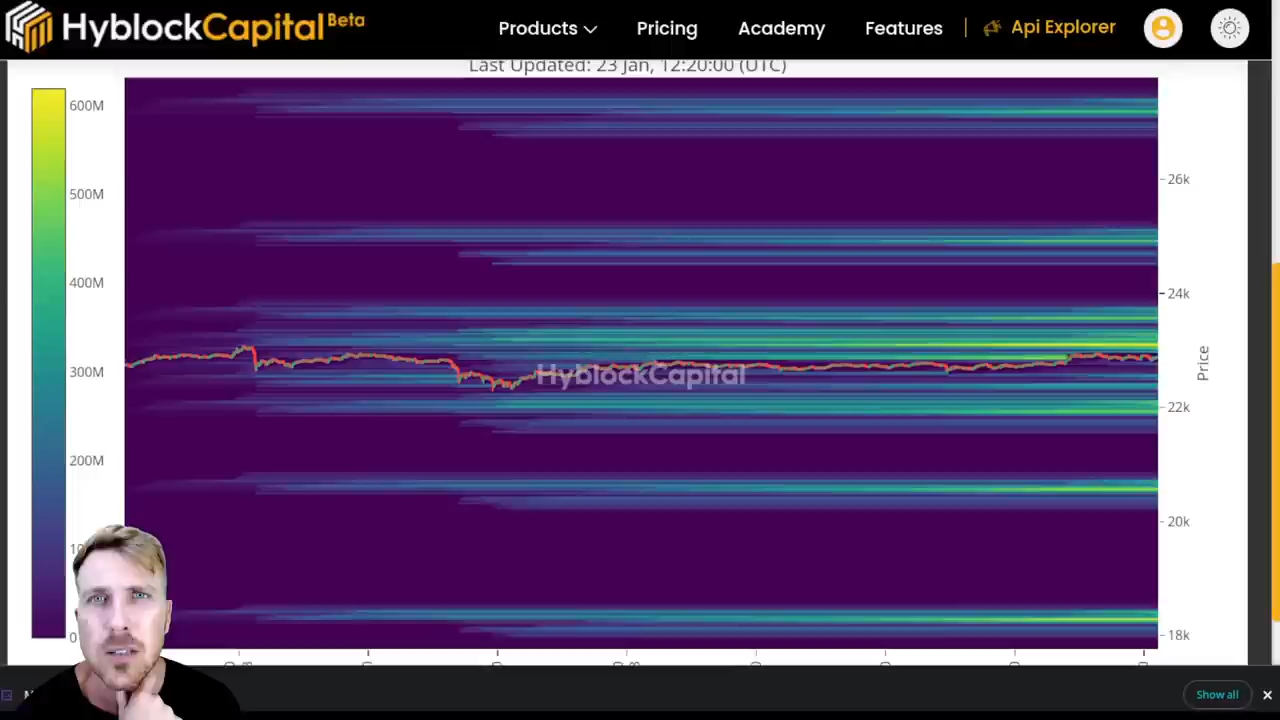 HyblockCapital Beta
Products
Pricing
Academy
Features
Api Explorer
Last Updated: 23 Jan, 12:20:00 (UTC)
600M
500M
400M
300M
200M
0
26k
24k
22k
20k
18k
Price
HyblockCapital
Show all